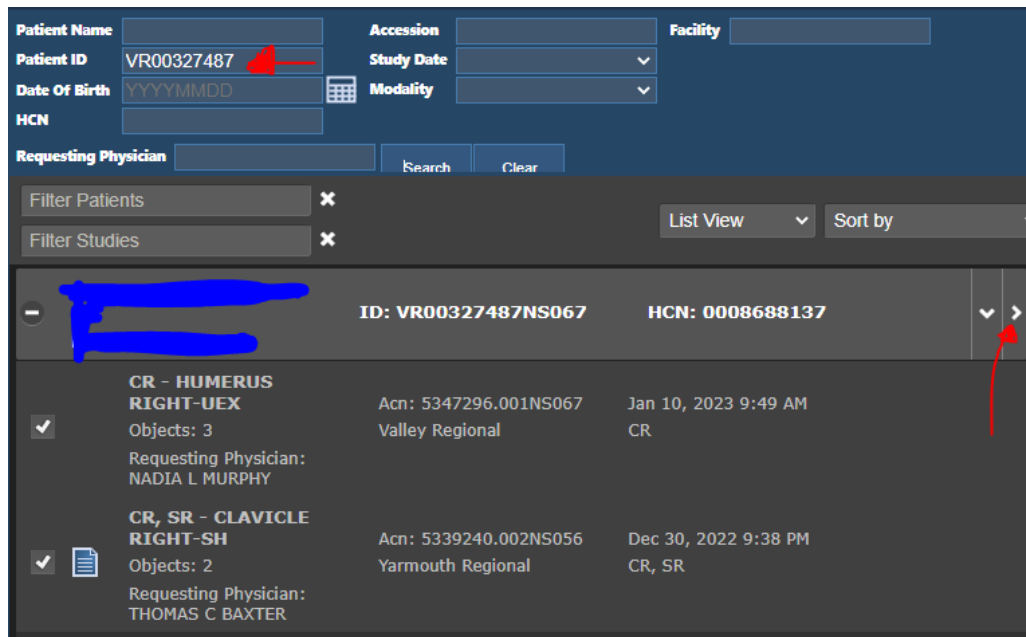 Patient Name Accession Facility
Patient ID VR00327487 Study Date
Date Of Birth YYYYMMDD Modality
HCN
Requesting Physician Search Clear
Filter Patients List View Sort by
Filter Studies
ID: VR00327487NS067 HCN: 0008688137
CR - HUMERUS
RIGHT-UEX Acn: 5347296.001NS067 Jan 10, 2023 9:49 AM
Objects: 3 Valley Regional CR
Requesting Physician:
NADIA L MURPHY
CR, SR - CLAVICLE
RIGHT-SH Acn: 5339240.002NS056 Dec 30, 2022 9:38 PM
Objects: 2 Yarmouth Regional CR, SR
Requesting Physician:
THOMAS C BAXTER